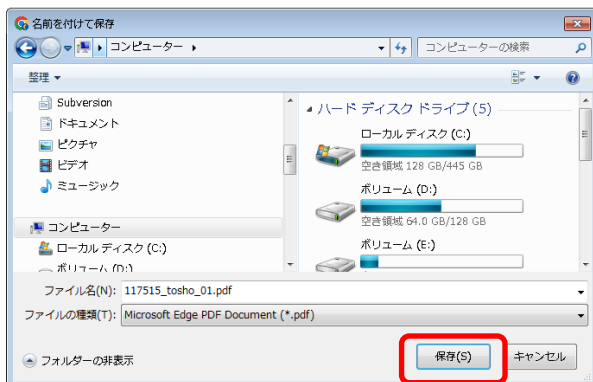 名前を付けて保存
コンピューター
コンピューターの検索
整理
Subversion
ドキュメント
ピクチャ
ビデオ
ミュージック
コンピューター
ローカル ディスク (C:)
ボリューム (D:)
ハード ディスク ドライブ (5)
ローカル ディスク (C:)
空き領域 128 GB/445 GB
ボリューム (D:)
空き領域 64.0 GB/128 GB
ボリューム (E:)
ファイル名(N): 117515_tosho_01.pdf
ファイルの種類(T): Microsoft Edge PDF Document (*.pdf)
フォルダーの非表示
保存(S)
キャンセル